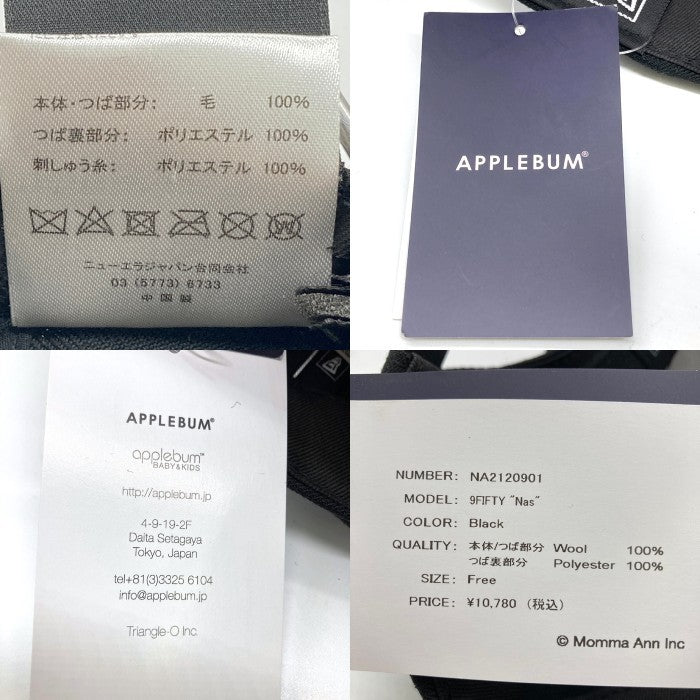 本体・つば部分: 毛 100%
つば裏部分: ポリエステル 100%
刺しゅう糸: ポリエステル 100%
ニューエラジャパン合同会社
03 (5773) 6733
中国製
APPLEBUM®
APPLEBUM®
applebum™
BABY&KIDS
http://applebum.jp
4-9-19-2F
Daita Setagaya
Tokyo, Japan
tel+81(3)3325 6104
info@applebum.jp
Triangle-O Inc.
NUMBER: NA2120901
MODEL: 9FIFTY "Nas"
COLOR: Black
QUALITY: 本体/つば部分 Wool 100%
つば裏部分 Polyester 100%
SIZE: Free
PRICE: ¥10,780 (税込)
© Momma Ann Inc